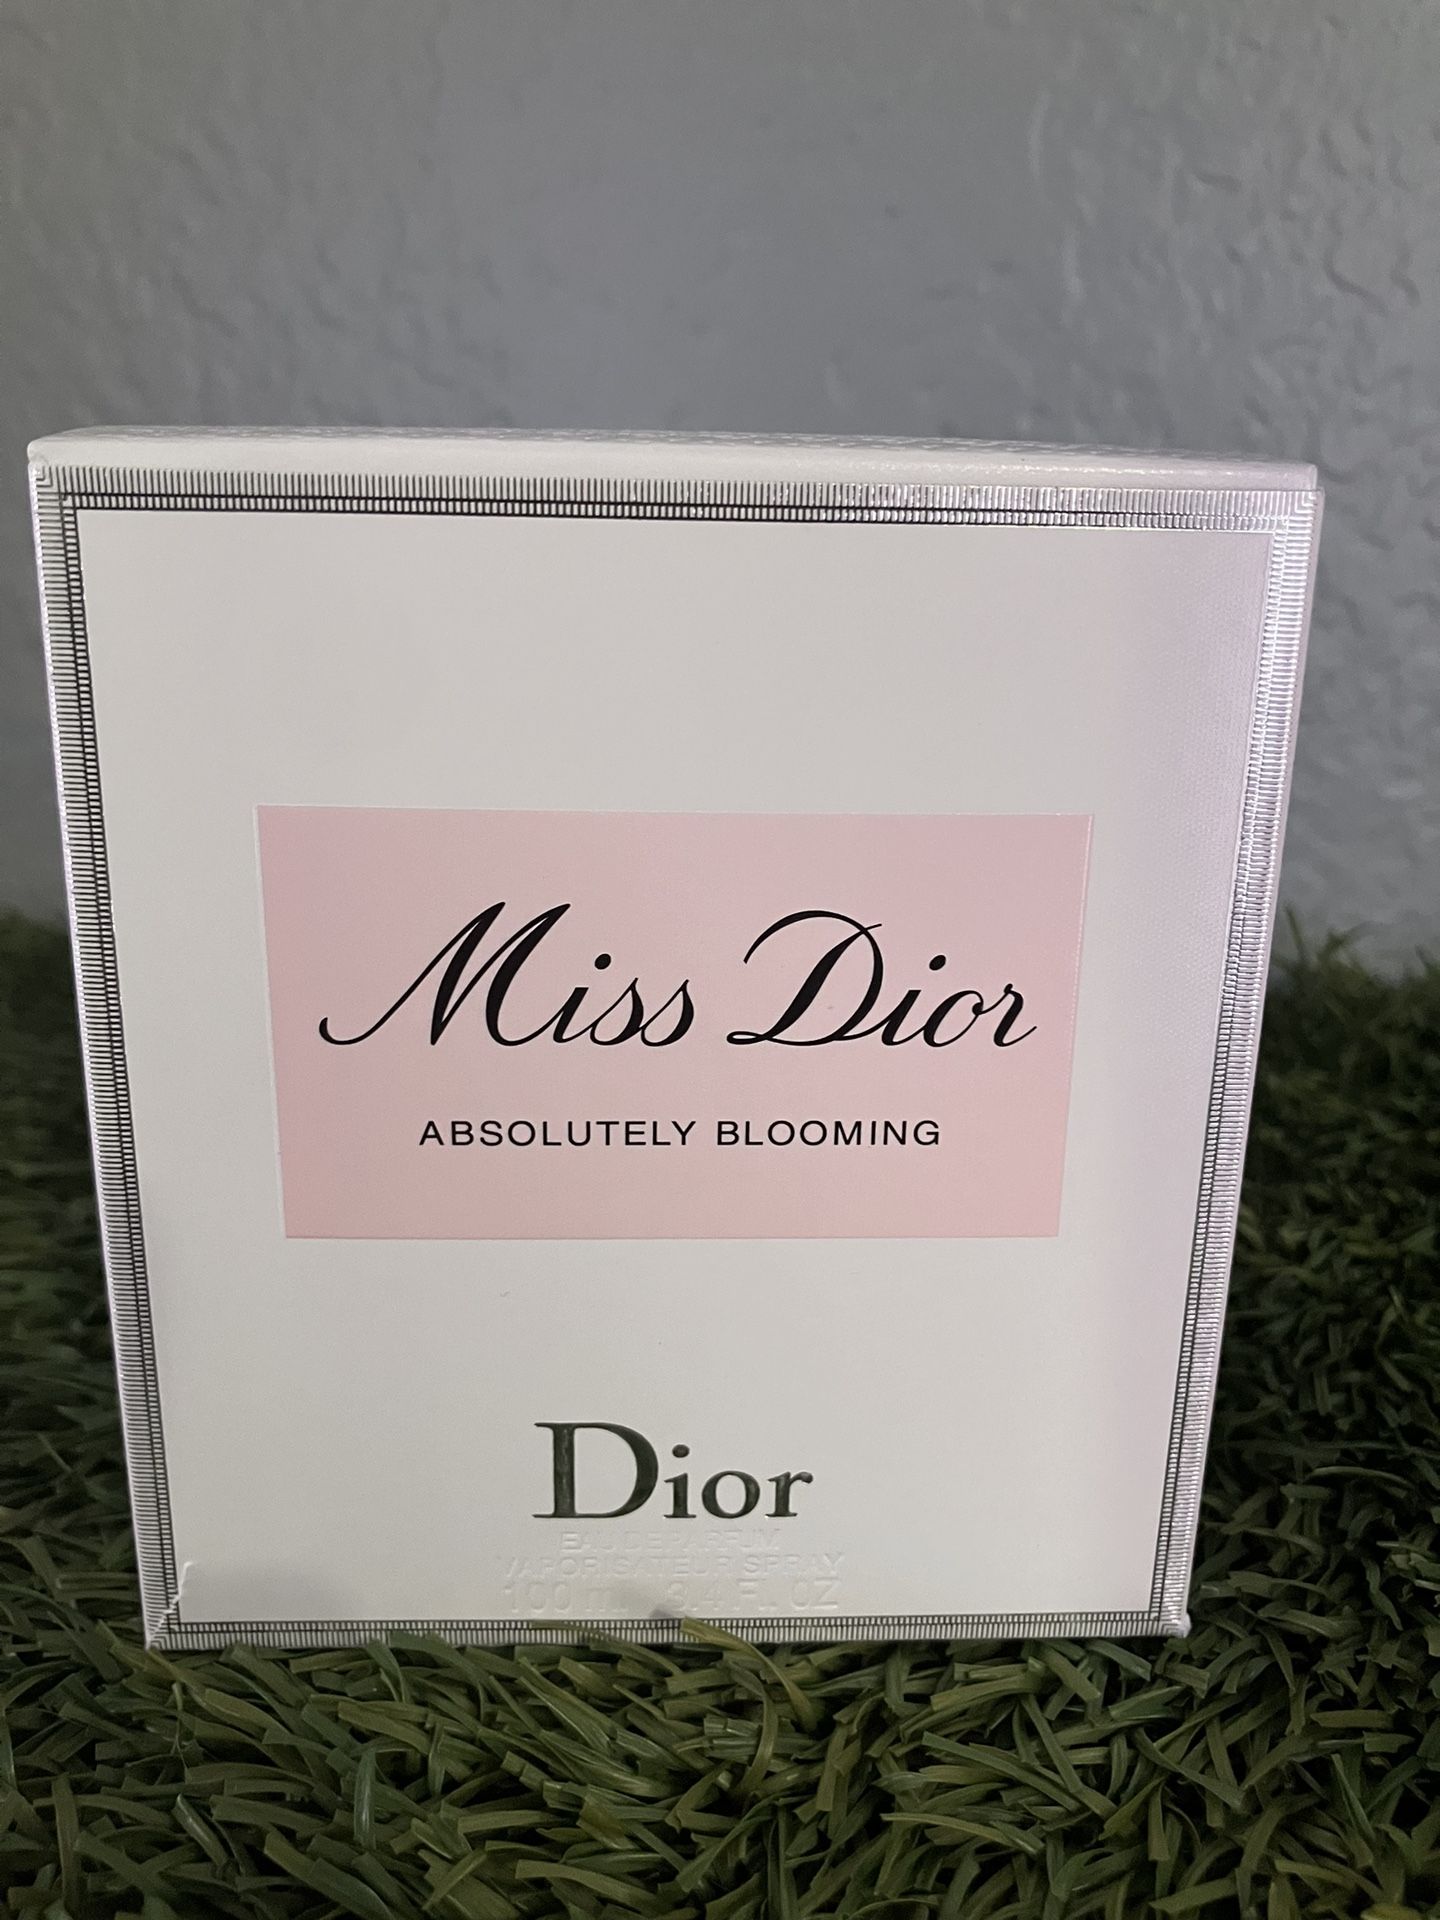 Miss Dior
ABSOLUTELY BLOOMING
Dior
EAU DE PARFUM
VAPORISATEUR SPRAY
100 ml 3.4 Fl. OZ